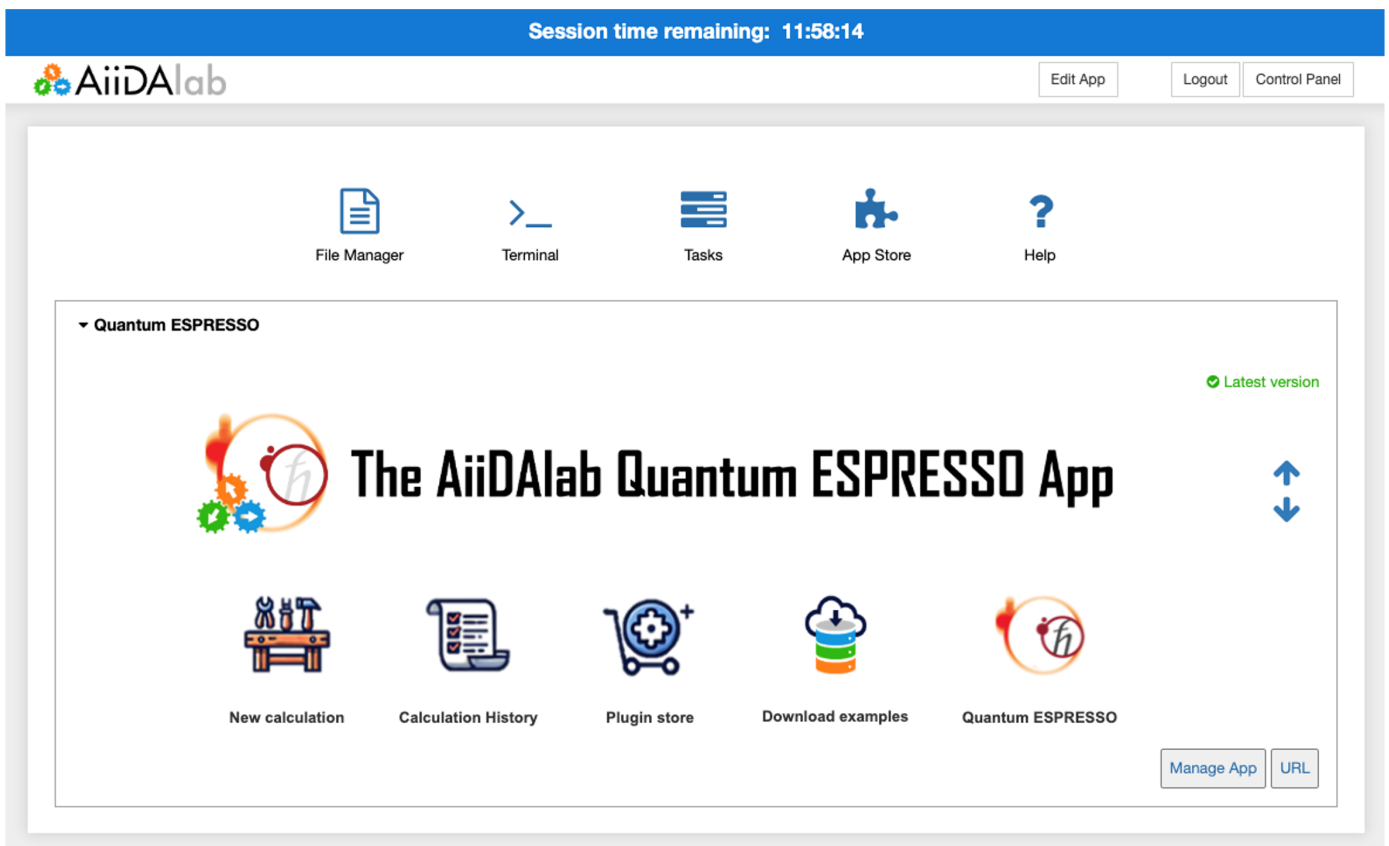 Session time remaining: 11:58:14
AiiDAlab
Edit App
Logout
Control Panel
File Manager
Terminal
Tasks
App Store
Help
Quantum ESPRESSO
Latest version
The AiiDAlab Quantum ESPRESSO App
New calculation
Calculation History
Plugin store
Download examples
Quantum ESPRESSO
Manage App
URL